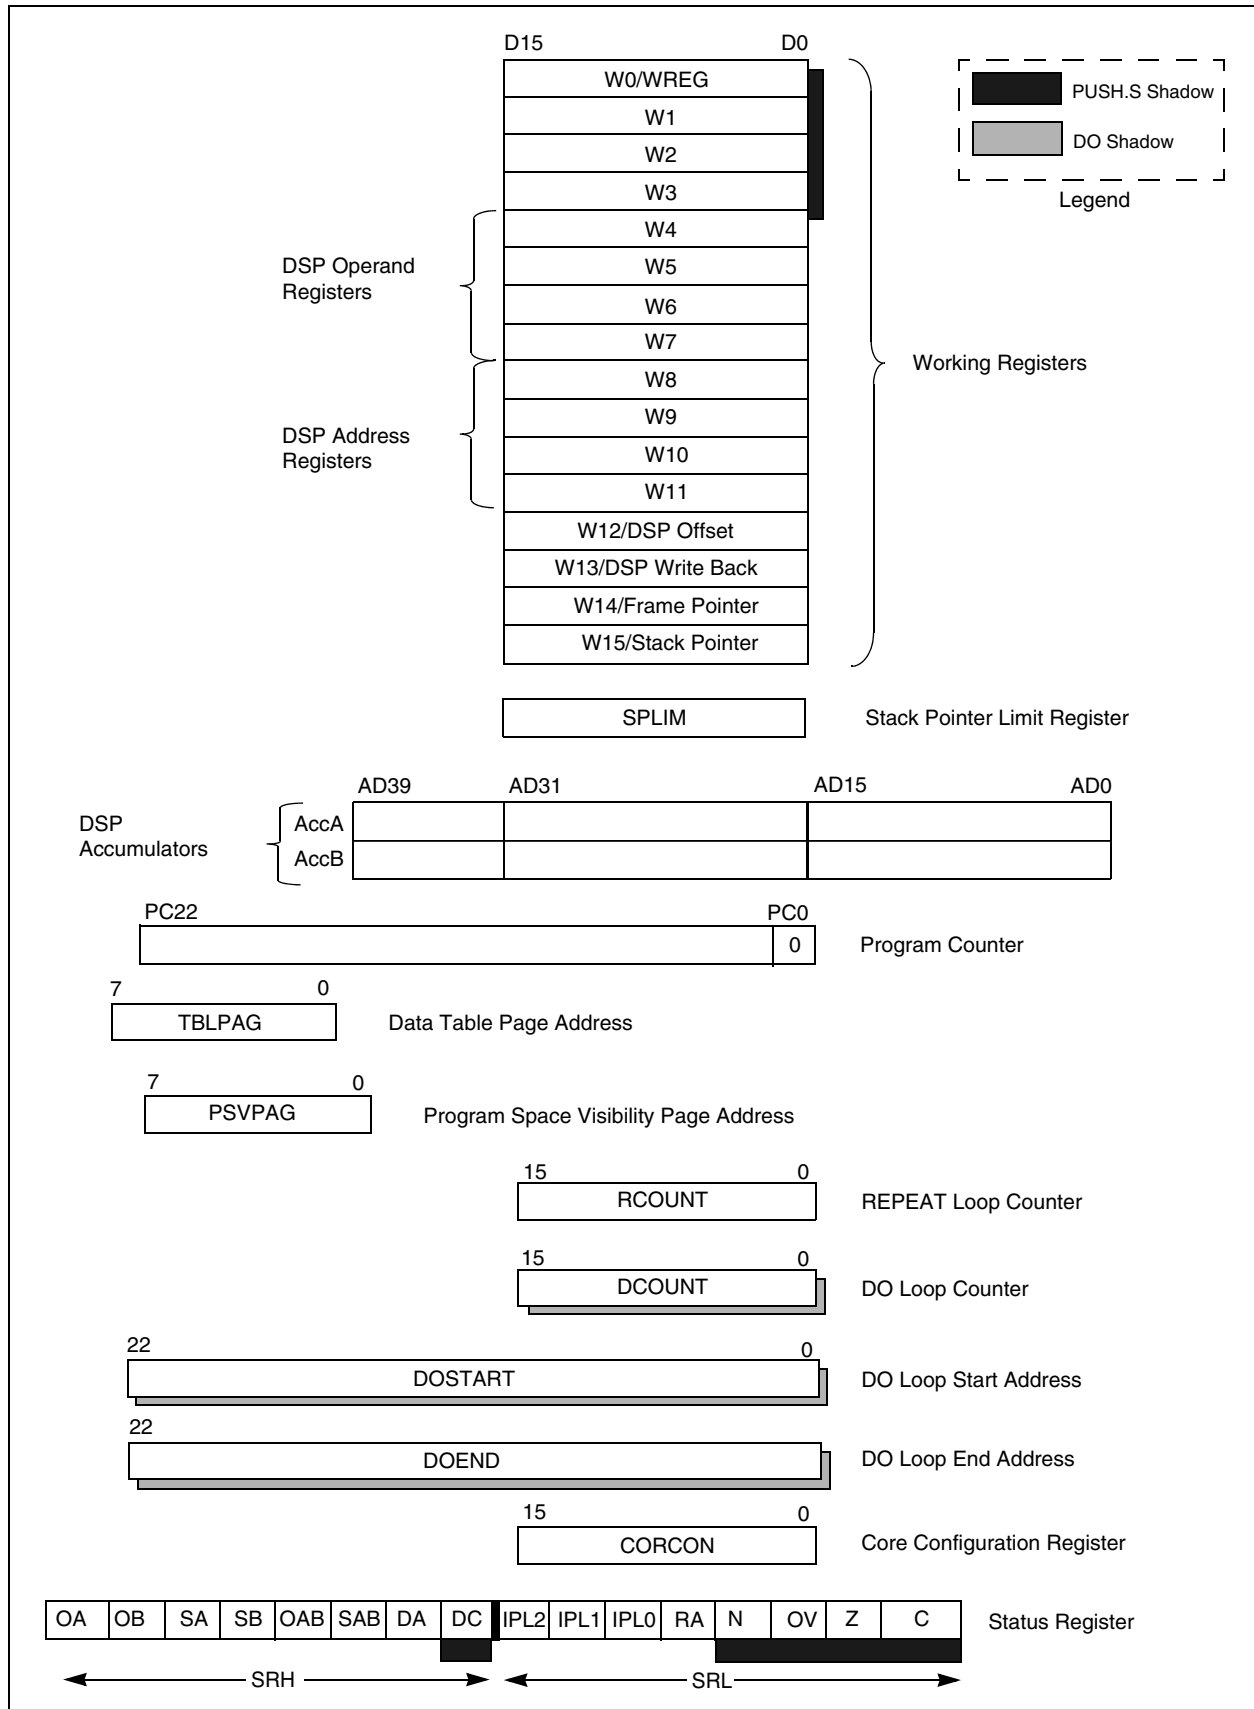 D15 D0
W0/WREG
PUSH.S Shadow
W1
W2
DO Shadow
W3
Legend
W4
DSP Operand
Registers
W5
W6
W7
Working Registers
W8
W9
DSP Address
Registers
W10
W11
W12/DSP Offset
W13/DSP Write Back
W14/Frame Pointer
W15/Stack Pointer
SPLIM Stack Pointer Limit Register
AD39 AD31 AD15 AD0
DSP
Accumulators
AccA
AccB
PC22 PC0
0 Program Counter
7 0
TBLPAG Data Table Page Address
7 0
PSVPAG Program Space Visibility Page Address
15 0
RCOUNT REPEAT Loop Counter
15 0
DCOUNT DO Loop Counter
22 0
DOSTART DO Loop Start Address
22
DOEND DO Loop End Address
15 0
CORCON Core Configuration Register
OA OB SA SB OAB SAB DA DC IPL2 IPL1 IPL0 RA N OV Z C Status Register
SRH SRL